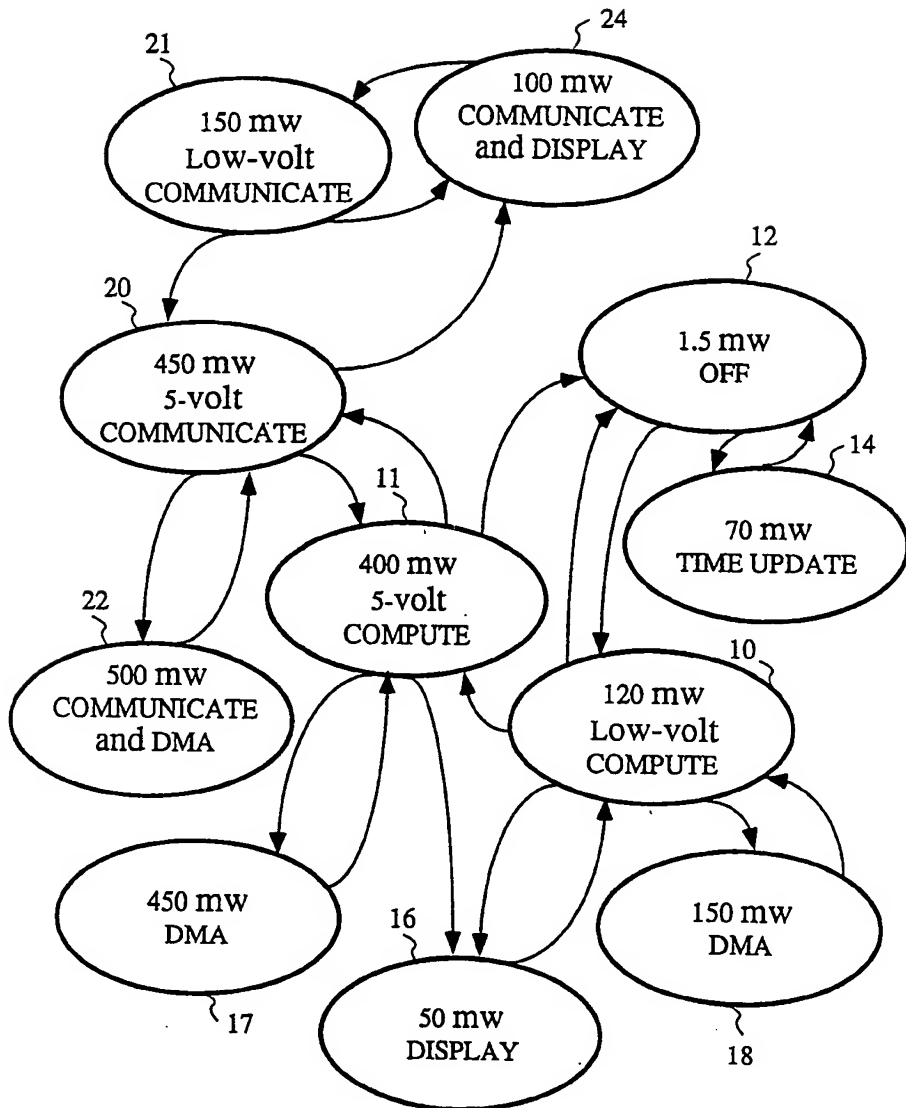 21
24
150 mw
Low-volt
COMMUNICATE
100 mw
COMMUNICATE
and DISPLAY
20
12
450 mw
5-volt
COMMUNICATE
1.5 mw
OFF
11
14
400 mw
5-volt
COMPUTE
70 mw
TIME UPDATE
22
10
500 mw
COMMUNICATE
and DMA
120 mw
Low-volt
COMPUTE
450 mw
DMA
16
150 mw
DMA
17
50 mw
DISPLAY
18